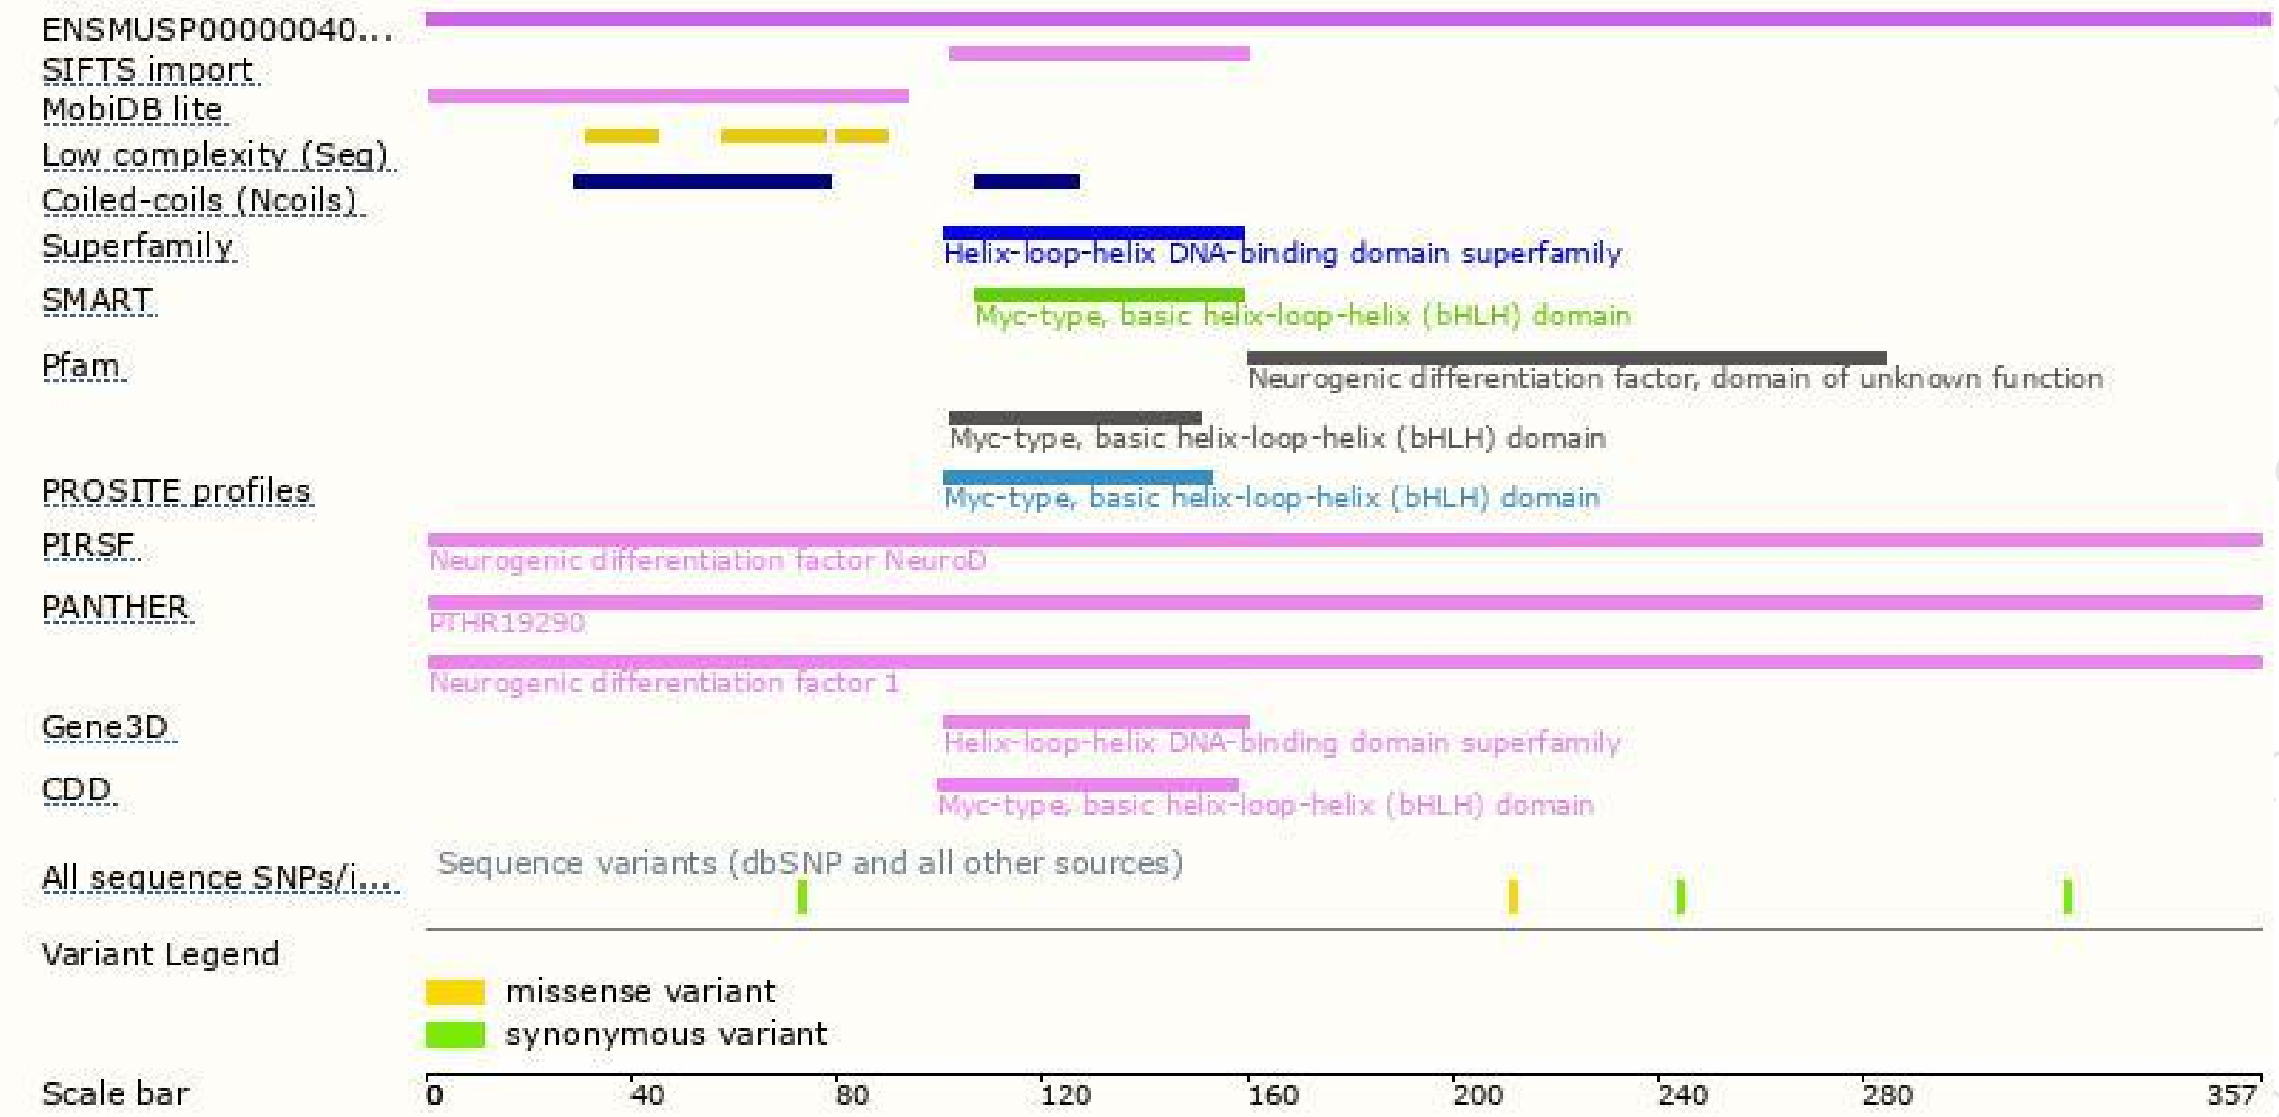 ENSMUSP00000040...
SIFTS import
MobiDB lite
Low complexity (Seg)
Coiled-coils (Ncoils)
Superfamily
Helix-loop-helix DNA-binding domain superfamily
SMART
Myc-type, basic helix-loop-helix (bHLH) domain
Pfam
Neurogenic differentiation factor, domain of unknown function
Myc-type, basic helix-loop-helix (bHLH) domain
PROSITE profiles
Myc-type, basic helix-loop-helix (bHLH) domain
PIRSF
Neurogenic differentiation factor NeuroD
PANTHER
PTHR19290
Neurogenic differentiation factor 1
Gene3D
Helix-loop-helix DNA-binding domain superfamily
CDD
Myc-type, basic helix-loop-helix (bHLH) domain
Sequence variants (dbSNP and all other sources)
All sequence SNPs/i...
Variant Legend
missense variant
synonymous variant
Scale bar 0 40 80 120 160 200 240 280 357